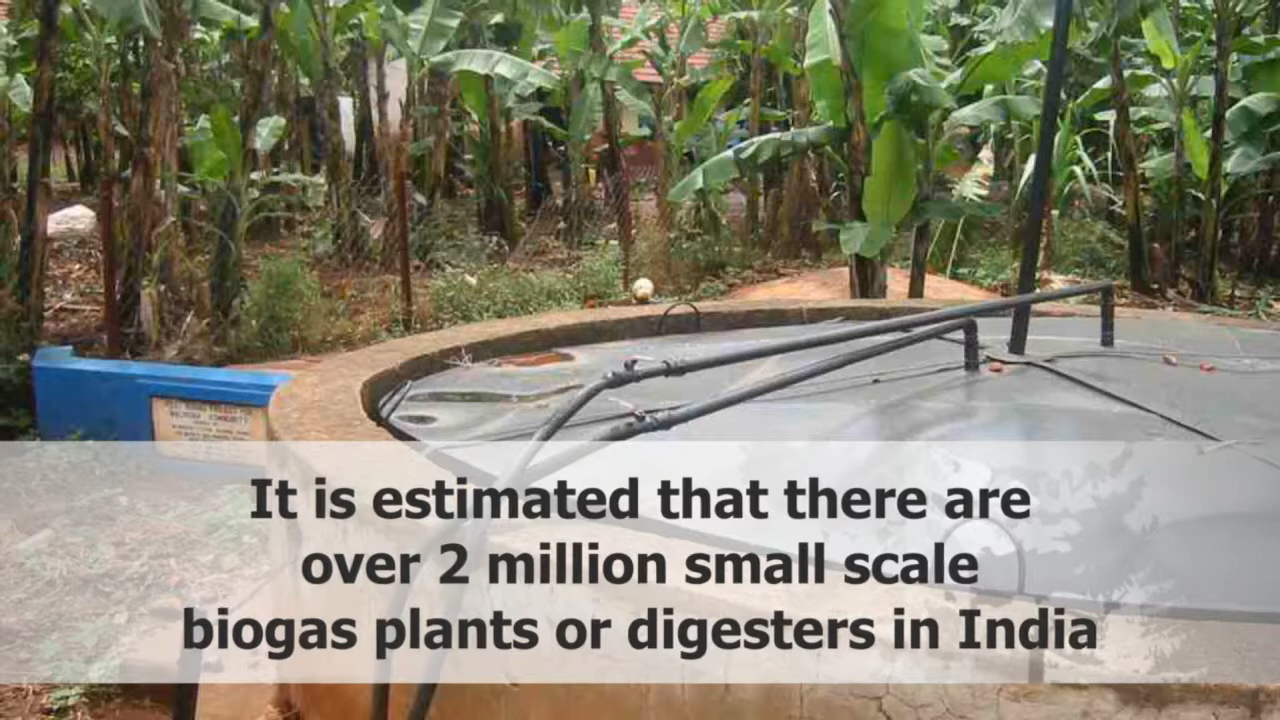 It is estimated that there are
over 2 million small scale
biogas plants or digesters in India